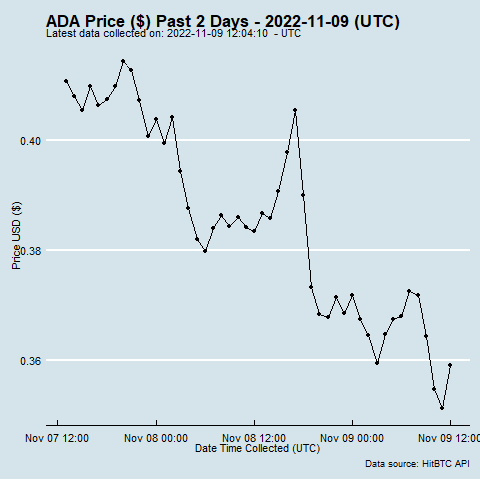 ADA Price ($) Past 2 Days - 2022-11-09 (UTC)
Latest data collected on: 2022-11-09 12:04:10 - UTC
Price USD ($)
0.40
0.38
0.36
Nov 07 12:00 Nov 08 00:00 Nov 08 12:00 Nov 09 00:00 Nov 09 12:00
Date Time Collected (UTC)
Data source: HitBTC API